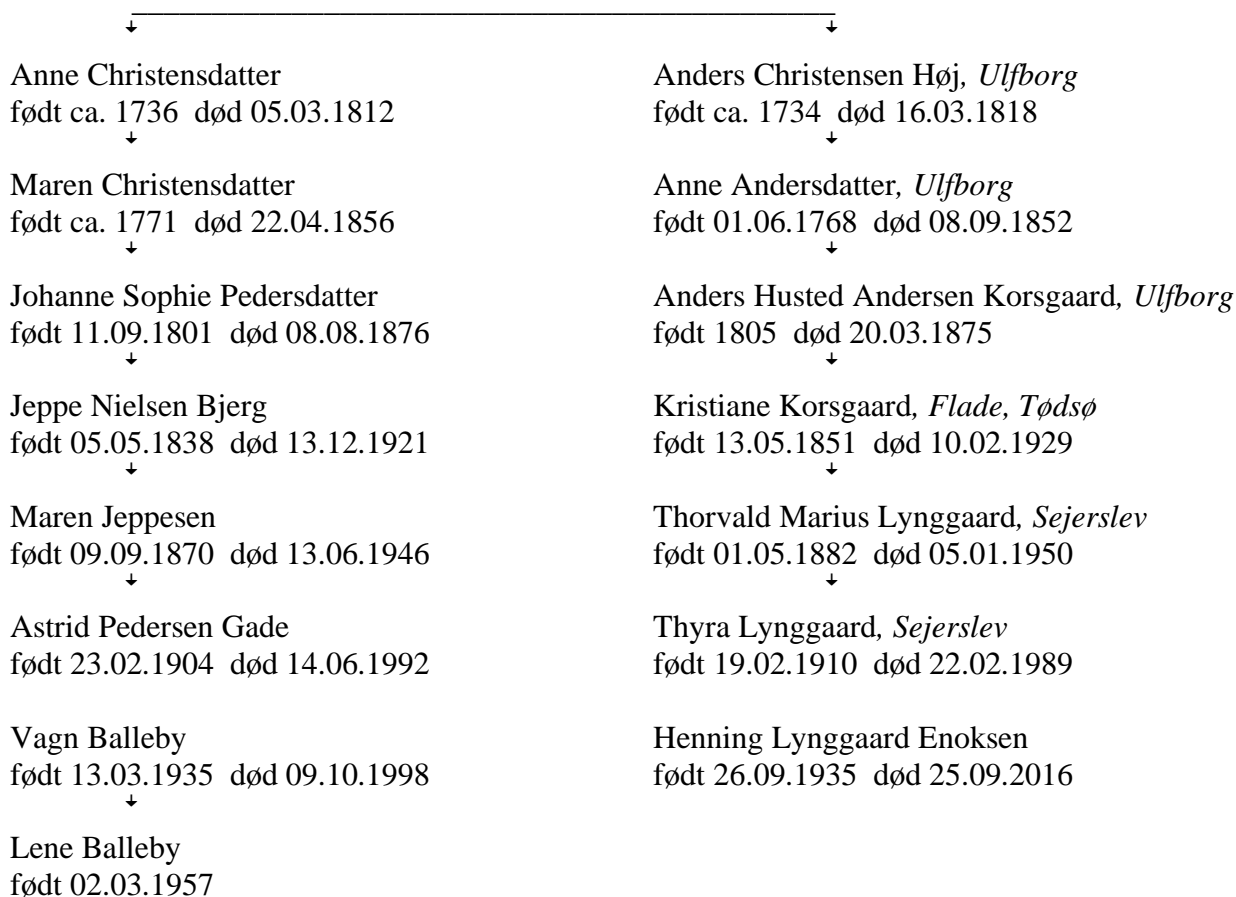 Anne Christensdatter
født ca. 1736 død 05.03.1812
Maren Christensdatter
født ca. 1771 død 22.04.1856
Johanne Sophie Pedersdatter
født 11.09.1801 død 08.08.1876
Jeppe Nielsen Bjerg
født 05.05.1838 død 13.12.1921
Maren Jeppesen
født 09.09.1870 død 13.06.1946
Astrid Pedersen Gade
født 23.02.1904 død 14.06.1992
Vagn Balleby
født 13.03.1935 død 09.10.1998
Lene Balleby
født 02.03.1957
Anders Christensen Høj, Ulfborg
født ca. 1734 død 16.03.1818
Anne Andersdatter, Ulfborg
født 01.06.1768 død 08.09.1852
Anders Husted Andersen Korsgaard, Ulfborg
født 1805 død 20.03.1875
Kristiane Korsgaard, Flade, Tødsø
født 13.05.1851 død 10.02.1929
Thorvald Marius Lynggaard, Sejerslev
født 01.05.1882 død 05.01.1950
Thyra Lynggaard, Sejerslev
født 19.02.1910 død 22.02.1989
Henning Lynggaard Enoksen
født 26.09.1935 død 25.09.2016